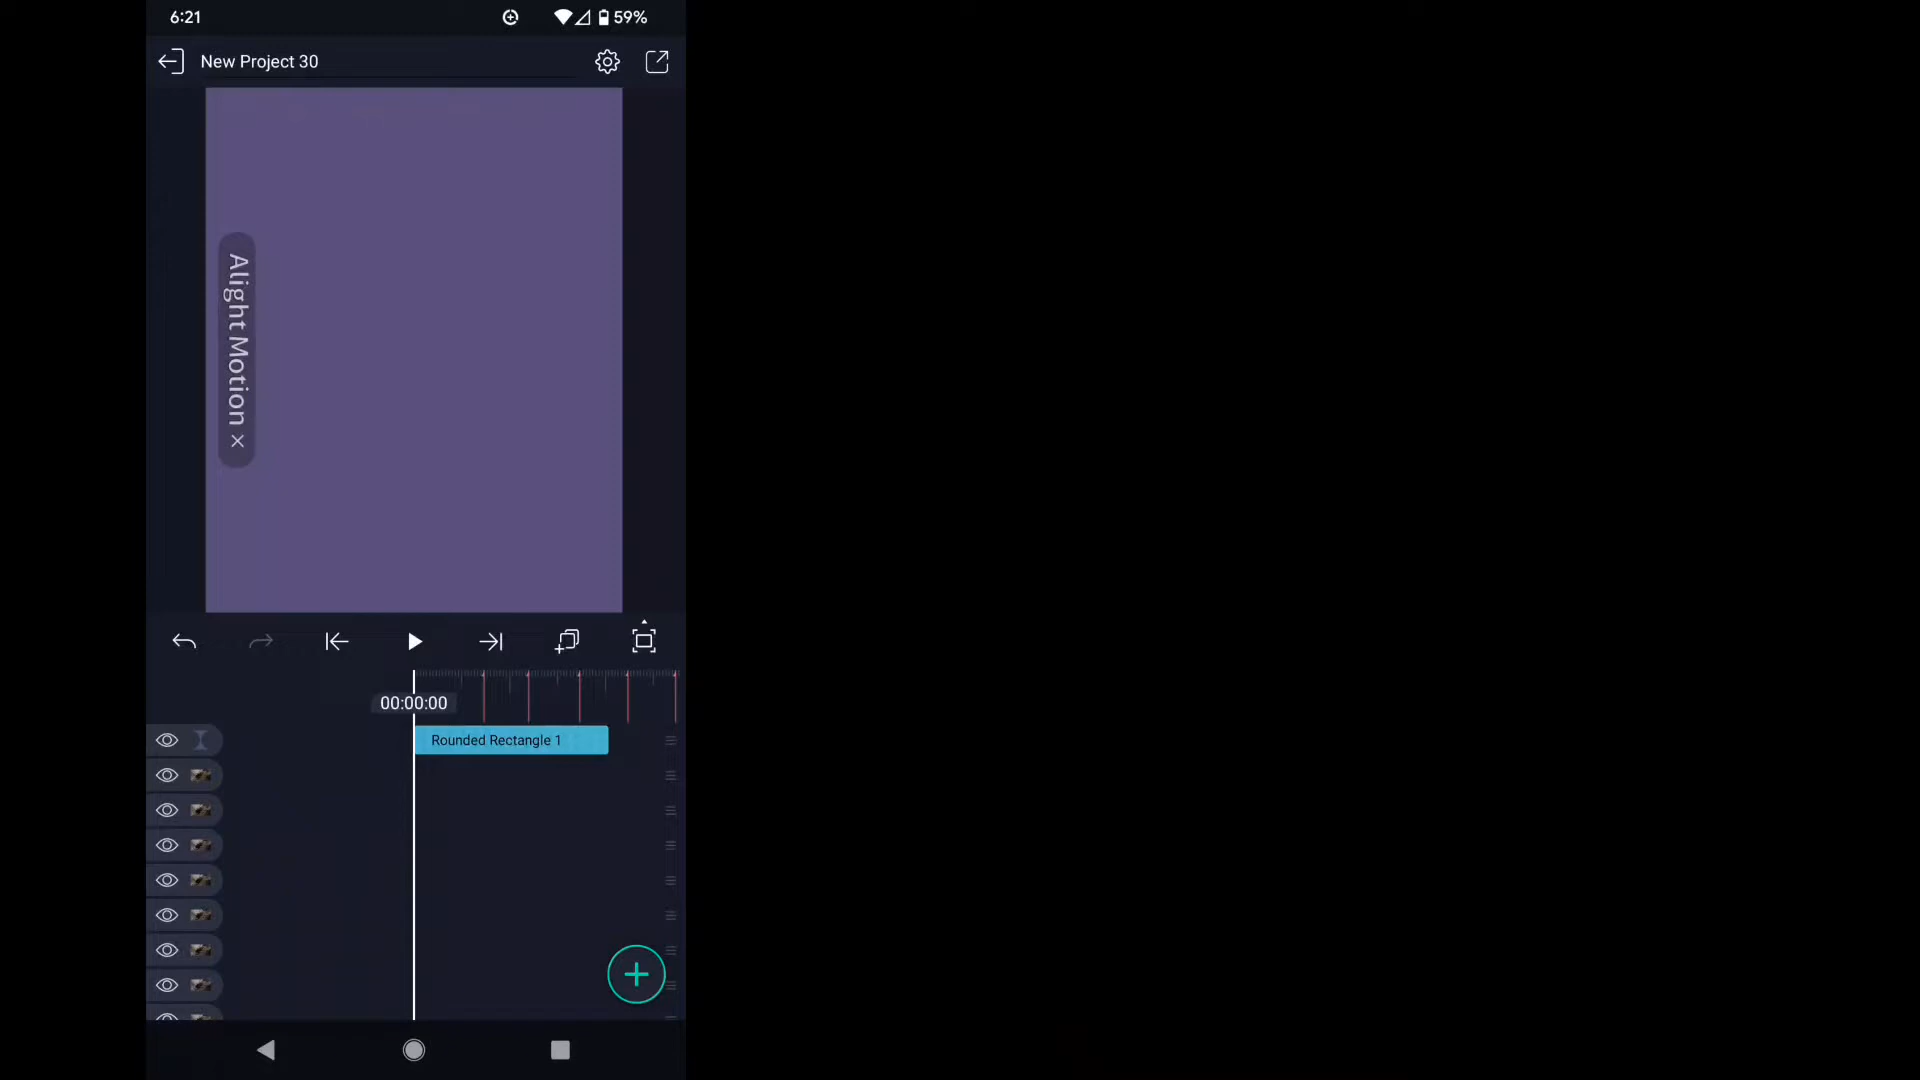 6:21
59%
New Project 30
Alight Motion ×
00:00:00
Rounded Rectangle 1